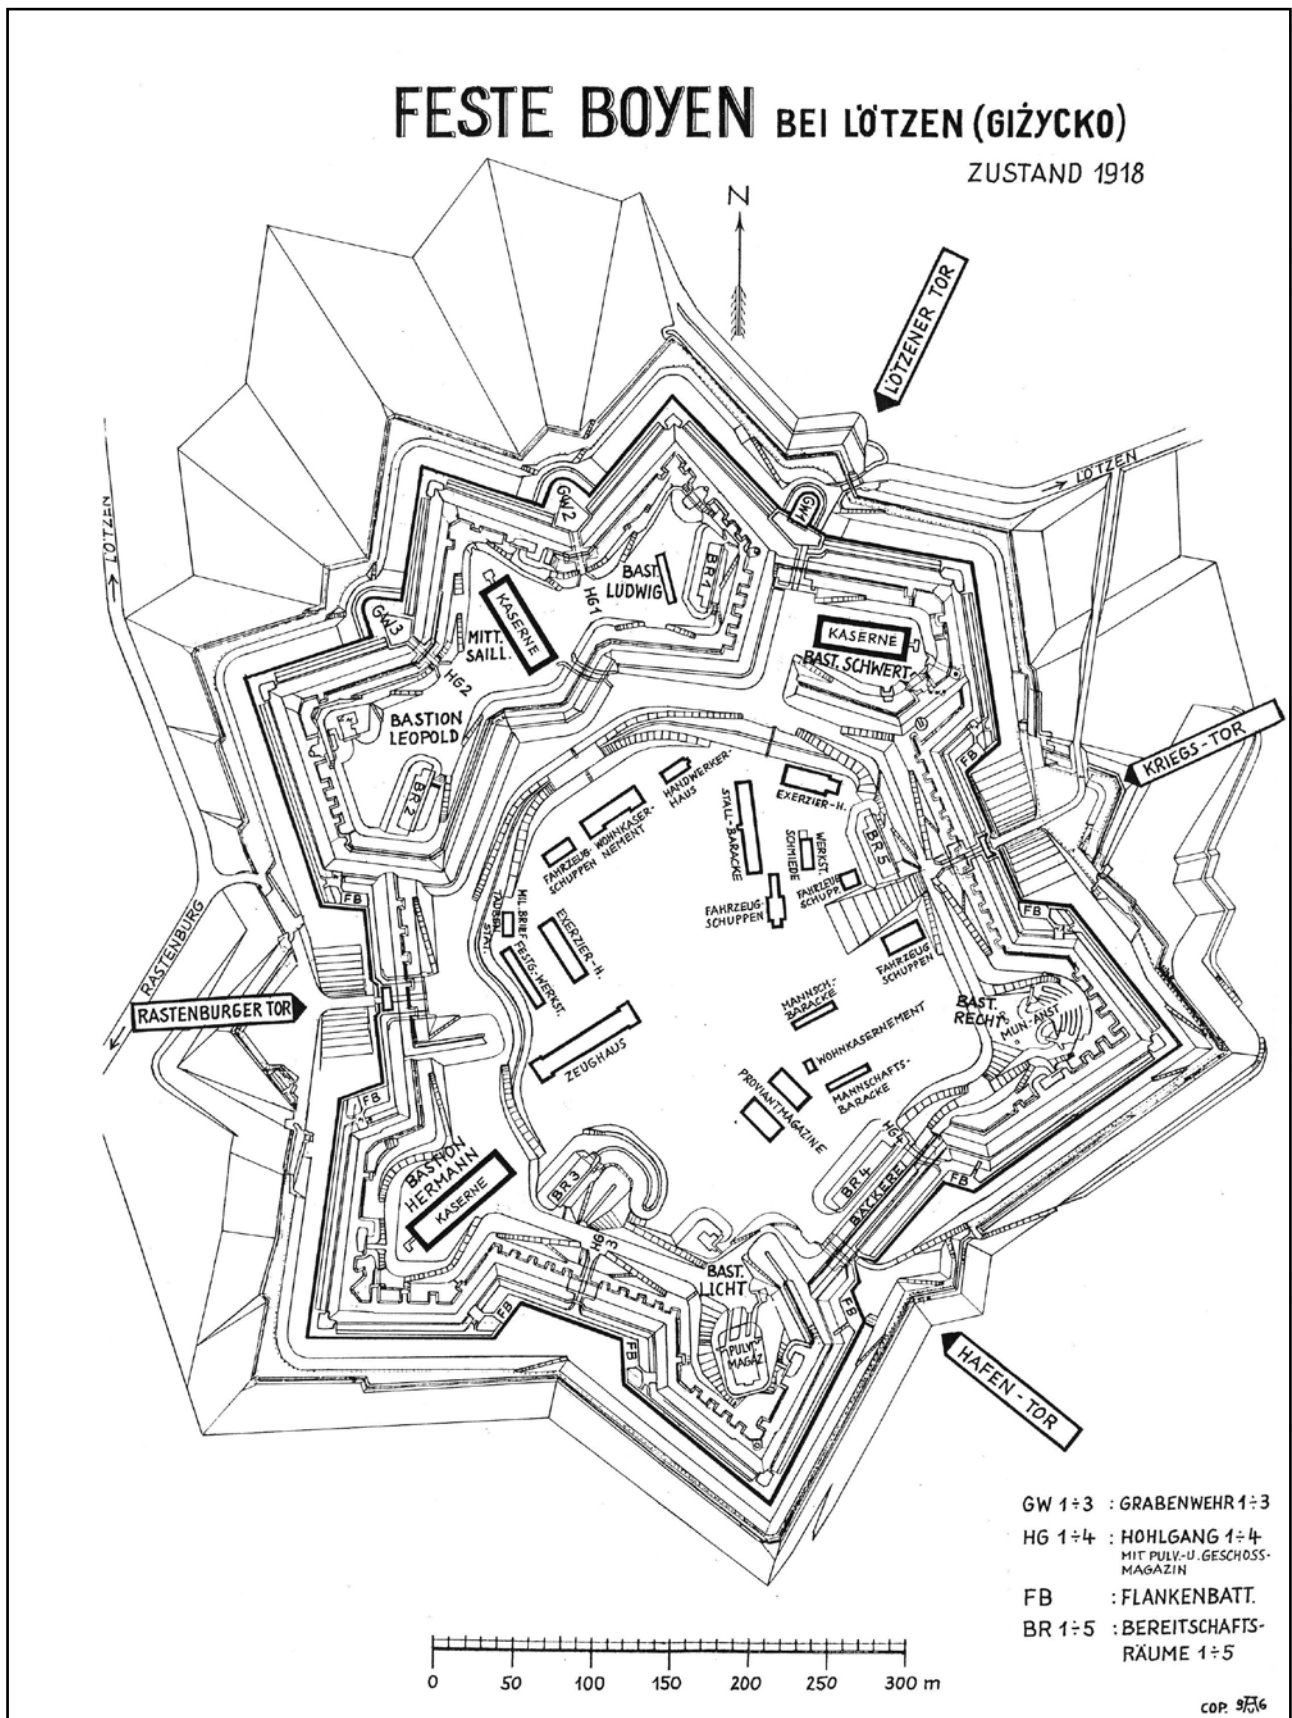 FESTE BOYEN BEI LÖTZEN (GIŻYCKO)
ZUSTAND 1918
N
LÖTZENER TOR
LÖTZEN
LÖTZEN
GW2
GW1
GW3
BR1
BAST.
LUDWIG
HG1
KASERNE
MITT.
SAILL.
HG2
KASERNE
BAST. SCHWERT
BASTION
LEOPOLD
BR2
FB
KRIEGS-TOR
HANDWERKER-
HAUS
EXERZIER-H.
STALL-
BARACKE
FAHRZEUG-
SCHUPPEN
WOHNKASER-
NEMENT
WERKST.
SCHMIEDE
BR5
FAHRZEUG
SCHUPP.
FAHRZEUG-
SCHUPPEN
FB
FB
MIL. BRIEF
TAUBEN
STAT.
EXERZIER-H.
FESTG.-WERKST.
FAHRZEUG
SCHUPPEN
RASTENBURG
RASTENBURGER TOR
MANNSCH.-
BARACKE
BAST.
RECHT
MUN.-ANST
ZEUGHAUS
WOHNKASERNEMENT
PROVIANTMAGAZINE
MANNSCHAFTS-
BARACKE
FB
HG4
BASTION
HERMANN
KASERNE
BR3
BR4
BÄCKEREI
FB
HG
3
BAST.
LICHT
FB
FB
FB
PULV.
MAGAZ.
HAFEN-TOR
GW 1÷3 : GRABENWEHR 1÷3
HG 1÷4 : HOHLGANG 1÷4
MIT PULV.-U.GESCHOSS-
MAGAZIN
FB : FLANKENBATT.
BR 1÷5 : BEREITSCHAFTS-
RÄUME 1÷5
0 50 100 150 200 250 300 m
COP.